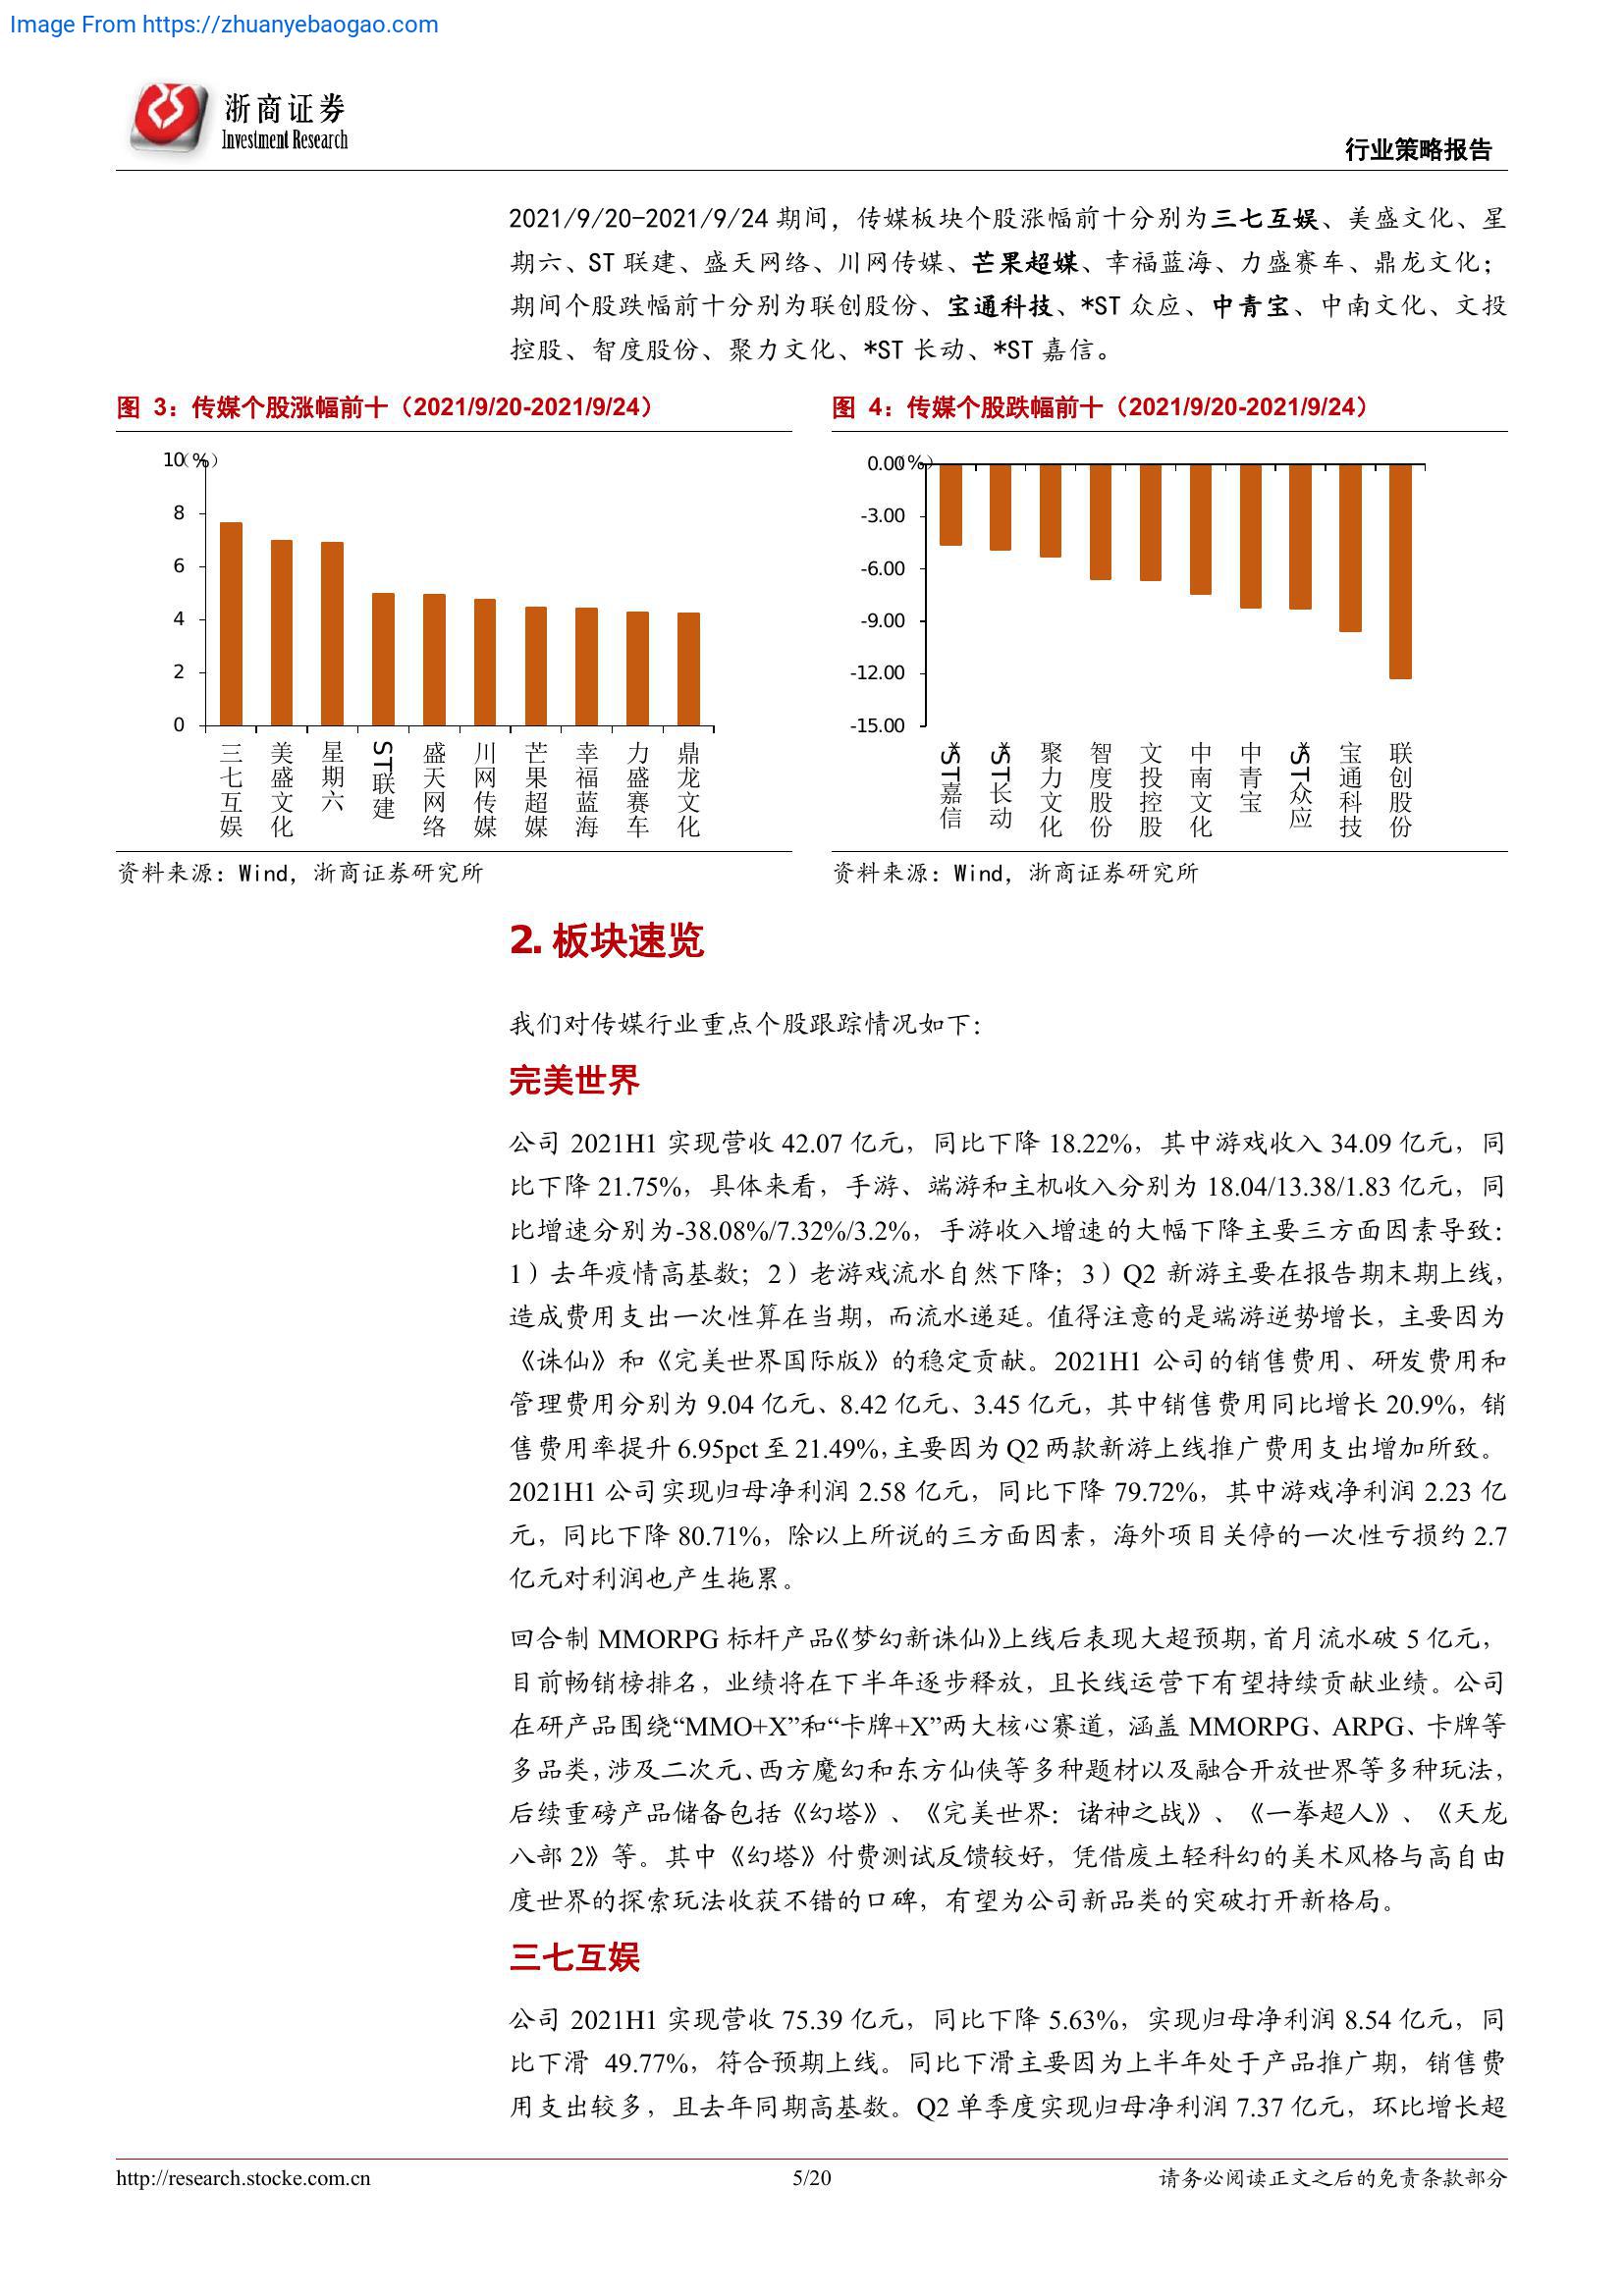 Image From https://zhuanyebaogao.com
浙商证券
Investment Research
行业策略报告
2021/9/20-2021/9/24 期间，传媒板块个股涨幅前十分别为三七互娱、美盛文化、星
期六、ST 联建、盛天网络、川网传媒、芒果超媒、幸福蓝海、力盛赛车、鼎龙文化；
期间个股跌幅前十分别为联创股份、宝通科技、*ST 众应、中青宝、中南文化、文投
控股、智度股份、聚力文化、*ST 长动、*ST 嘉信。
图 3：传媒个股涨幅前十（2021/9/20-2021/9/24）
10
（%）
8
6
4
2
0
三七互娱
美盛文化
星期六
ST联建
盛天网络
川网传媒
芒果超媒
幸福蓝海
力盛赛车
鼎龙文化
资料来源：Wind，浙商证券研究所
图 4：传媒个股跌幅前十（2021/9/20-2021/9/24）
0.00
（%）
-3.00
-6.00
-9.00
-12.00
-15.00
*ST嘉信
*ST长动
聚力文化
智度股份
文投控股
中南文化
中青宝
*ST众应
宝通科技
联创股份
资料来源：Wind，浙商证券研究所
2. 板块速览
我们对传媒行业重点个股跟踪情况如下：
完美世界
公司 2021H1 实现营收 42.07 亿元，同比下降 18.22%，其中游戏收入 34.09 亿元，同
比下降 21.75%，具体来看，手游、端游和主机收入分别为 18.04/13.38/1.83 亿元，同
比增速分别为-38.08%/7.32%/3.2%，手游收入增速的大幅下降主要三方面因素导致：
1）去年疫情高基数；2）老游戏流水自然下降；3）Q2 新游主要在报告期末期上线，
造成费用支出一次性算在当期，而流水递延。值得注意的是端游逆势增长，主要因为
《诛仙》和《完美世界国际版》的稳定贡献。2021H1 公司的销售费用、研发费用和
管理费用分别为 9.04 亿元、8.42 亿元、3.45 亿元，其中销售费用同比增长 20.9%，销
售费用率提升 6.95pct 至 21.49%，主要因为 Q2 两款新游上线推广费用支出增加所致。
2021H1 公司实现归母净利润 2.58 亿元，同比下降 79.72%，其中游戏净利润 2.23 亿
元，同比下降 80.71%，除以上所说的三方面因素，海外项目关停的一次性亏损约 2.7
亿元对利润也产生拖累。
回合制 MMORPG 标杆产品《梦幻新诛仙》上线后表现大超预期，首月流水破 5 亿元，
目前畅销榜排名，业绩将在下半年逐步释放，且长线运营下有望持续贡献业绩。公司
在研产品围绕“MMO+X”和“卡牌+X”两大核心赛道，涵盖 MMORPG、ARPG、卡牌等
多品类，涉及二次元、西方魔幻和东方仙侠等多种题材以及融合开放世界等多种玩法，
后续重磅产品储备包括《幻塔》、《完美世界：诸神之战》、《一拳超人》、《天龙
八部 2》等。其中《幻塔》付费测试反馈较好，凭借废土轻科幻的美术风格与高自由
度世界的探索玩法收获不错的口碑，有望为公司新品类的突破打开新格局。
三七互娱
公司 2021H1 实现营收 75.39 亿元，同比下降 5.63%，实现归母净利润 8.54 亿元，同
比下滑 49.77%，符合预期上线。同比下滑主要因为上半年处于产品推广期，销售费
用支出较多，且去年同期高基数。Q2 单季度实现归母净利润 7.37 亿元，环比增长超
http://research.stocke.com.cn
5/20
请务必阅读正文之后的免责条款部分